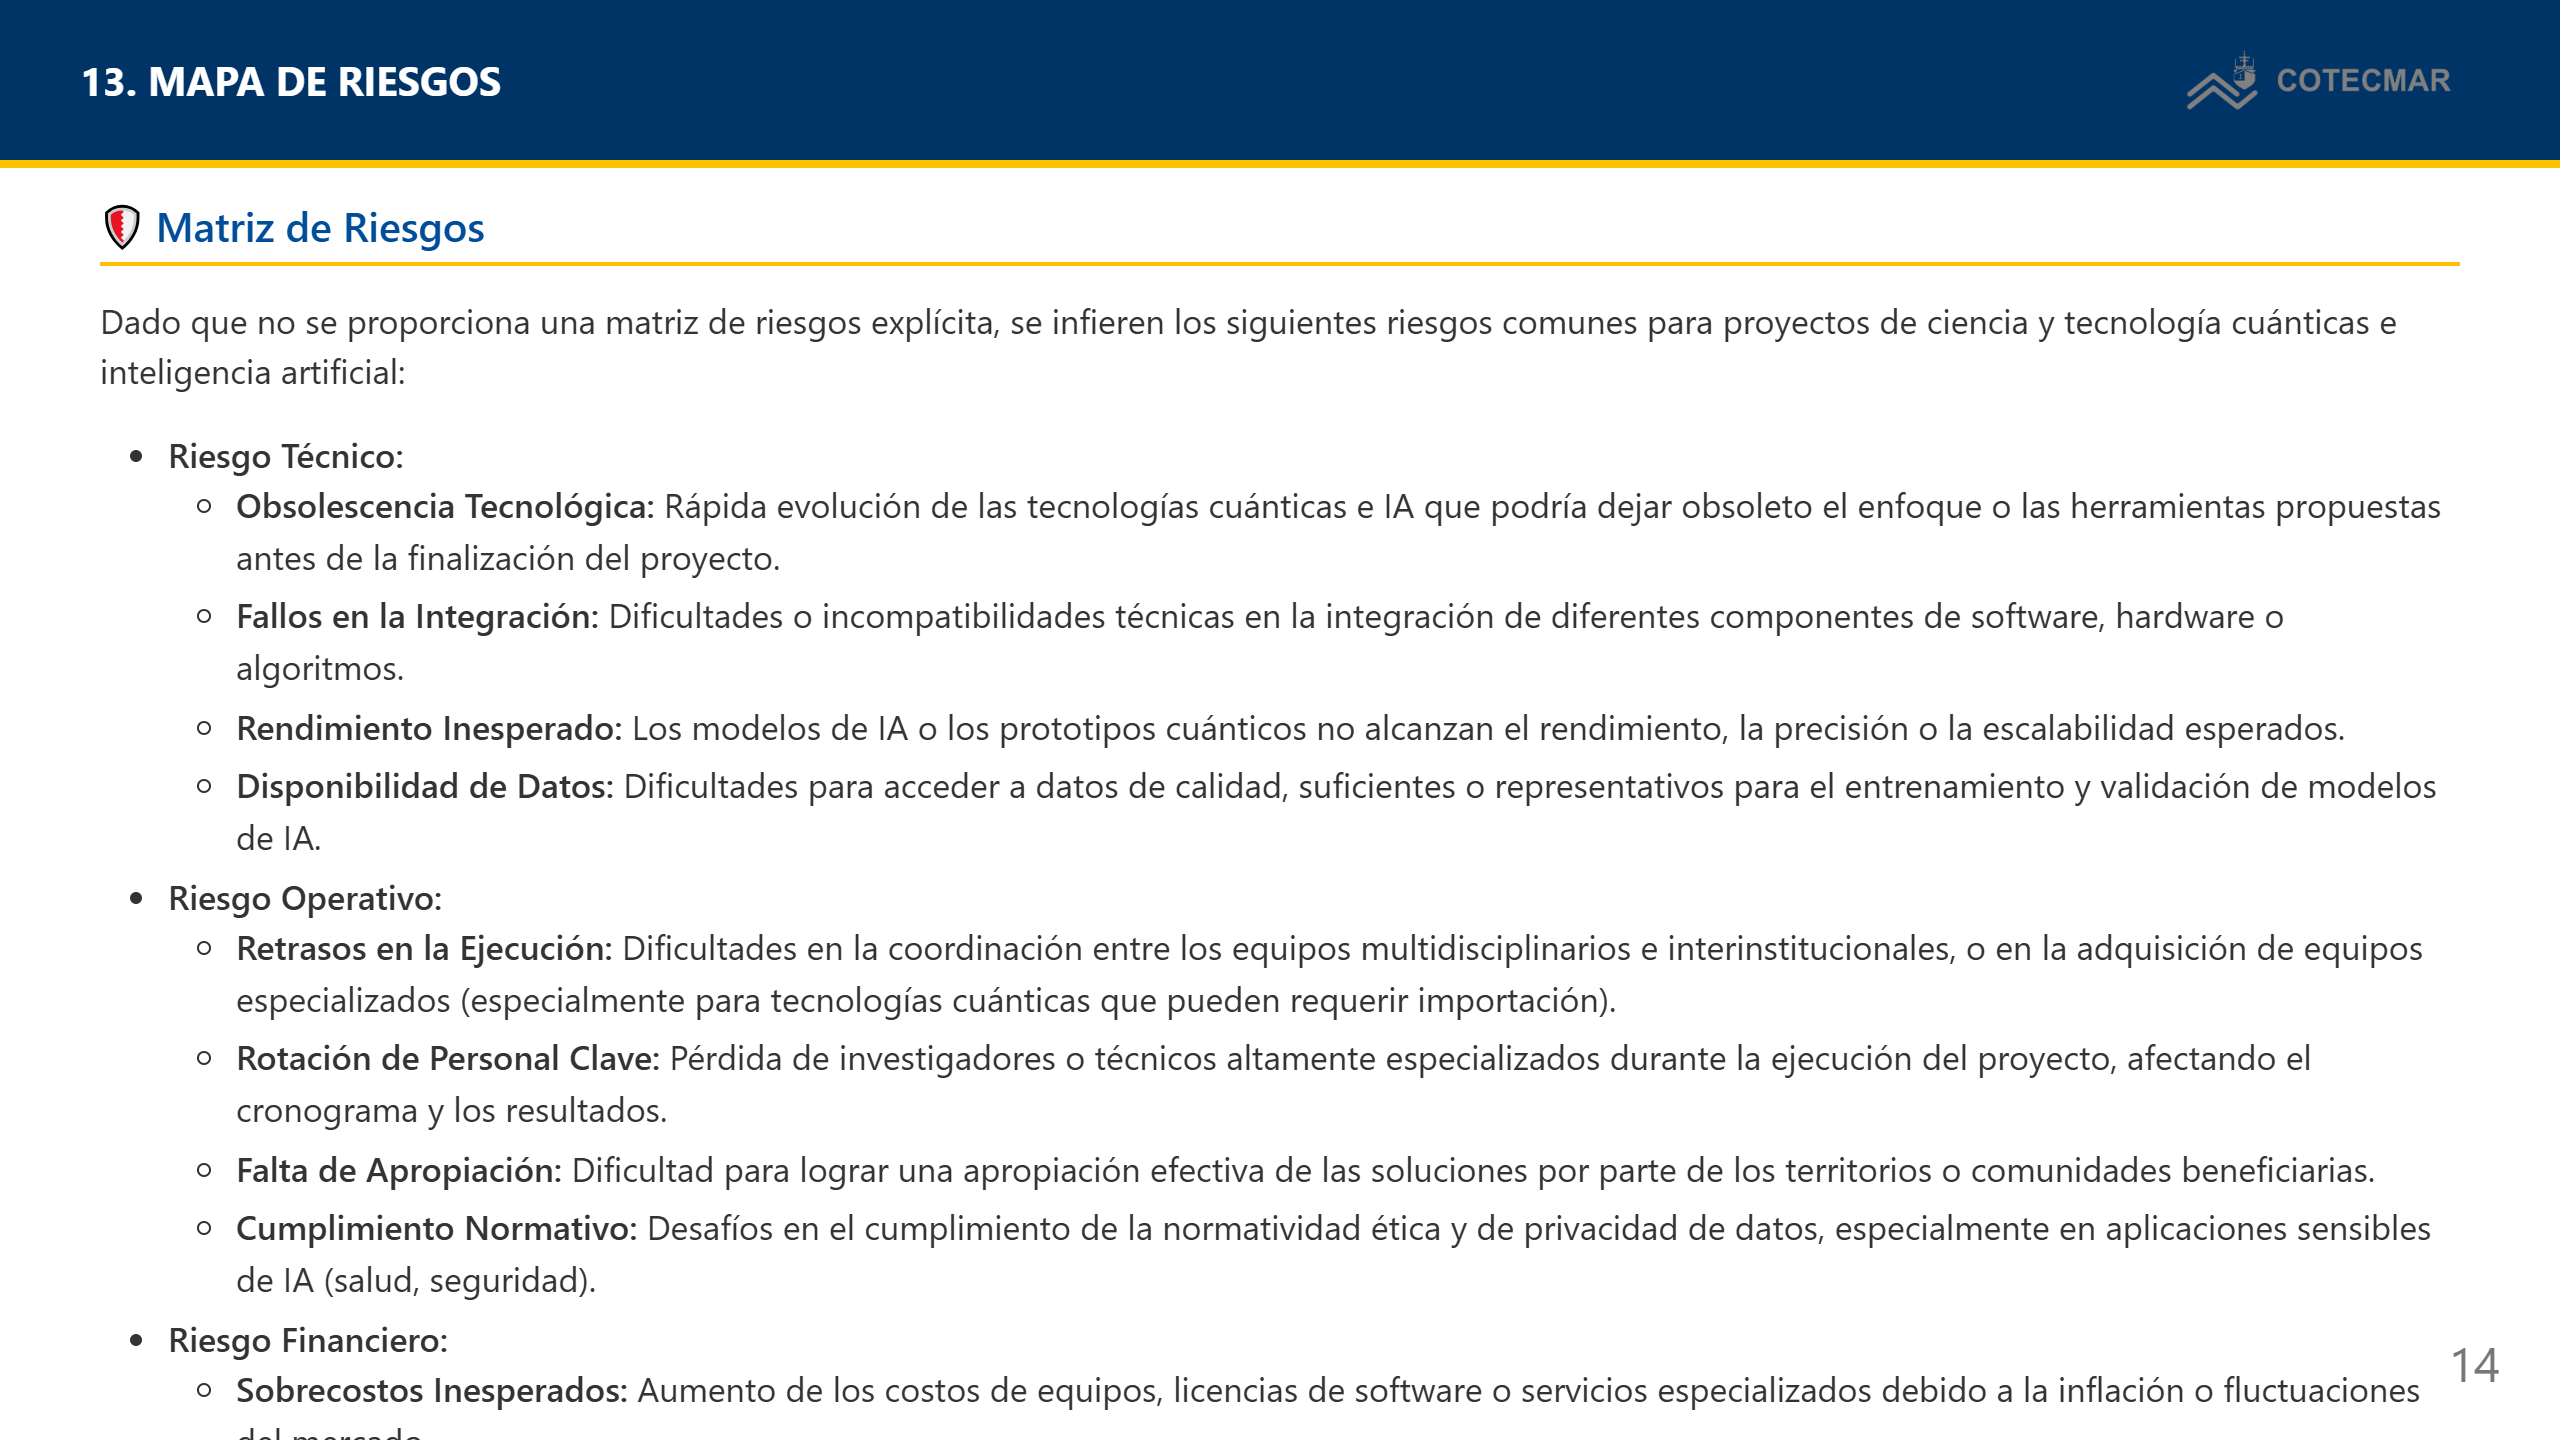 13. MAPA DE RIESGOS
COTECMAR
Matriz de Riesgos
Dado que no se proporciona una matriz de riesgos explícita, se infieren los siguientes riesgos comunes para proyectos de ciencia y tecnología cuánticas e
inteligencia artificial:
Riesgo Técnico:
Obsolescencia Tecnológica: Rápida evolución de las tecnologías cuánticas e IA que podría dejar obsoleto el enfoque o las herramientas propuestas
antes de la finalización del proyecto.
Fallos en la Integración: Dificultades o incompatibilidades técnicas en la integración de diferentes componentes de software, hardware o
algoritmos.
Rendimiento Inesperado: Los modelos de IA o los prototipos cuánticos no alcanzan el rendimiento, la precisión o la escalabilidad esperados.
Disponibilidad de Datos: Dificultades para acceder a datos de calidad, suficientes o representativos para el entrenamiento y validación de modelos
de IA.
Riesgo Operativo:
Retrasos en la Ejecución: Dificultades en la coordinación entre los equipos multidisciplinarios e interinstitucionales, o en la adquisición de equipos
especializados (especialmente para tecnologías cuánticas que pueden requerir importación).
Rotación de Personal Clave: Pérdida de investigadores o técnicos altamente especializados durante la ejecución del proyecto, afectando el
cronograma y los resultados.
Falta de Apropiación: Dificultad para lograr una apropiación efectiva de las soluciones por parte de los territorios o comunidades beneficiarias.
Cumplimiento Normativo: Desafíos en el cumplimiento de la normatividad ética y de privacidad de datos, especialmente en aplicaciones sensibles
de IA (salud, seguridad).
Riesgo Financiero:
Sobrecostos Inesperados: Aumento de los costos de equipos, licencias de software o servicios especializados debido a la inflación o fluctuaciones
del mercado
14